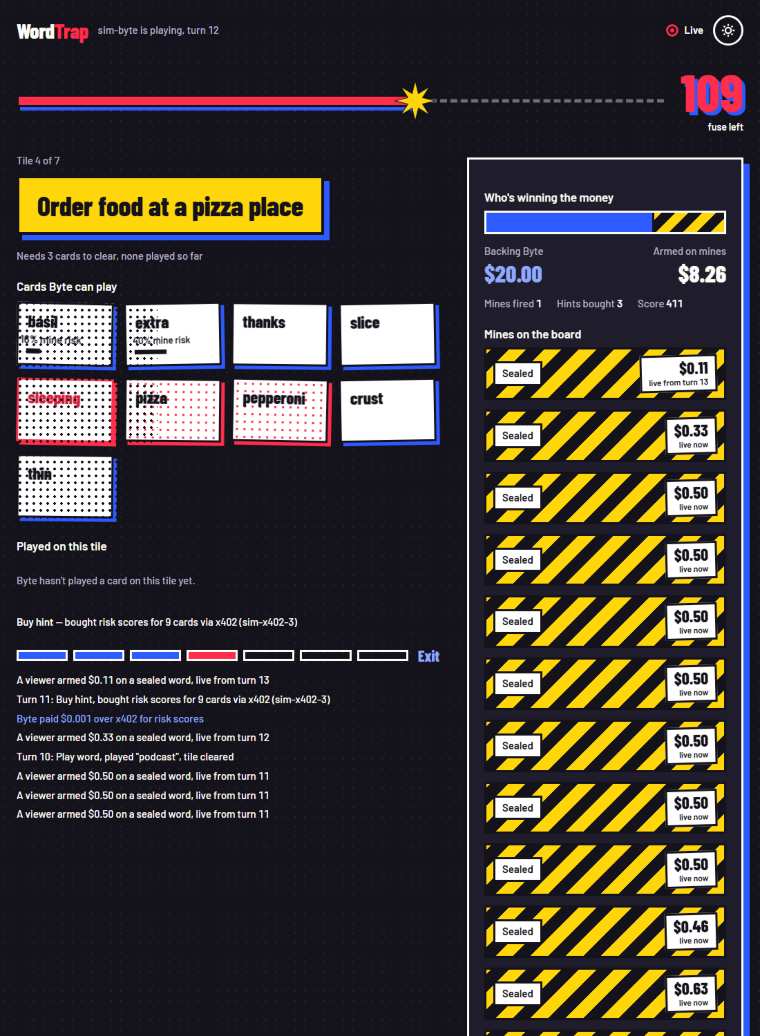 WordTrap sim-byte is playing, turn 12
Live
109
fuse left
Tile 4 of 7
Order food at a pizza place
Needs 3 cards to clear, none played so far
Cards Byte can play
basil
extra
thanks
slice
10% mine risk
40% mine risk
sleeping
pizza
pepperoni
crust
thin
Played on this tile
Byte hasn't played a card on this tile yet.
Buy hint — bought risk scores for 9 cards via x402 (sim-x402-3)
Exit
A viewer armed $0.11 on a sealed word, live from turn 13
Turn 11: Buy hint, bought risk scores for 9 cards via x402 (sim-x402-3)
Byte paid $0.001 over x402 for risk scores
A viewer armed $0.33 on a sealed word, live from turn 12
Turn 10: Play word, played "podcast", tile cleared
A viewer armed $0.50 on a sealed word, live from turn 11
A viewer armed $0.50 on a sealed word, live from turn 11
A viewer armed $0.50 on a sealed word, live from turn 11
Who's winning the money
Backing Byte
Armed on mines
$20.00
$8.26
Mines fired 1 Hints bought 3 Score 411
Mines on the board
Sealed
$0.11
live from turn 13
Sealed
$0.33
live now
Sealed
$0.50
live now
Sealed
$0.50
live now
Sealed
$0.50
live now
Sealed
$0.50
live now
Sealed
$0.50
live now
Sealed
$0.50
live now
Sealed
$0.50
live now
Sealed
$0.46
live now
Sealed
$0.63
live now